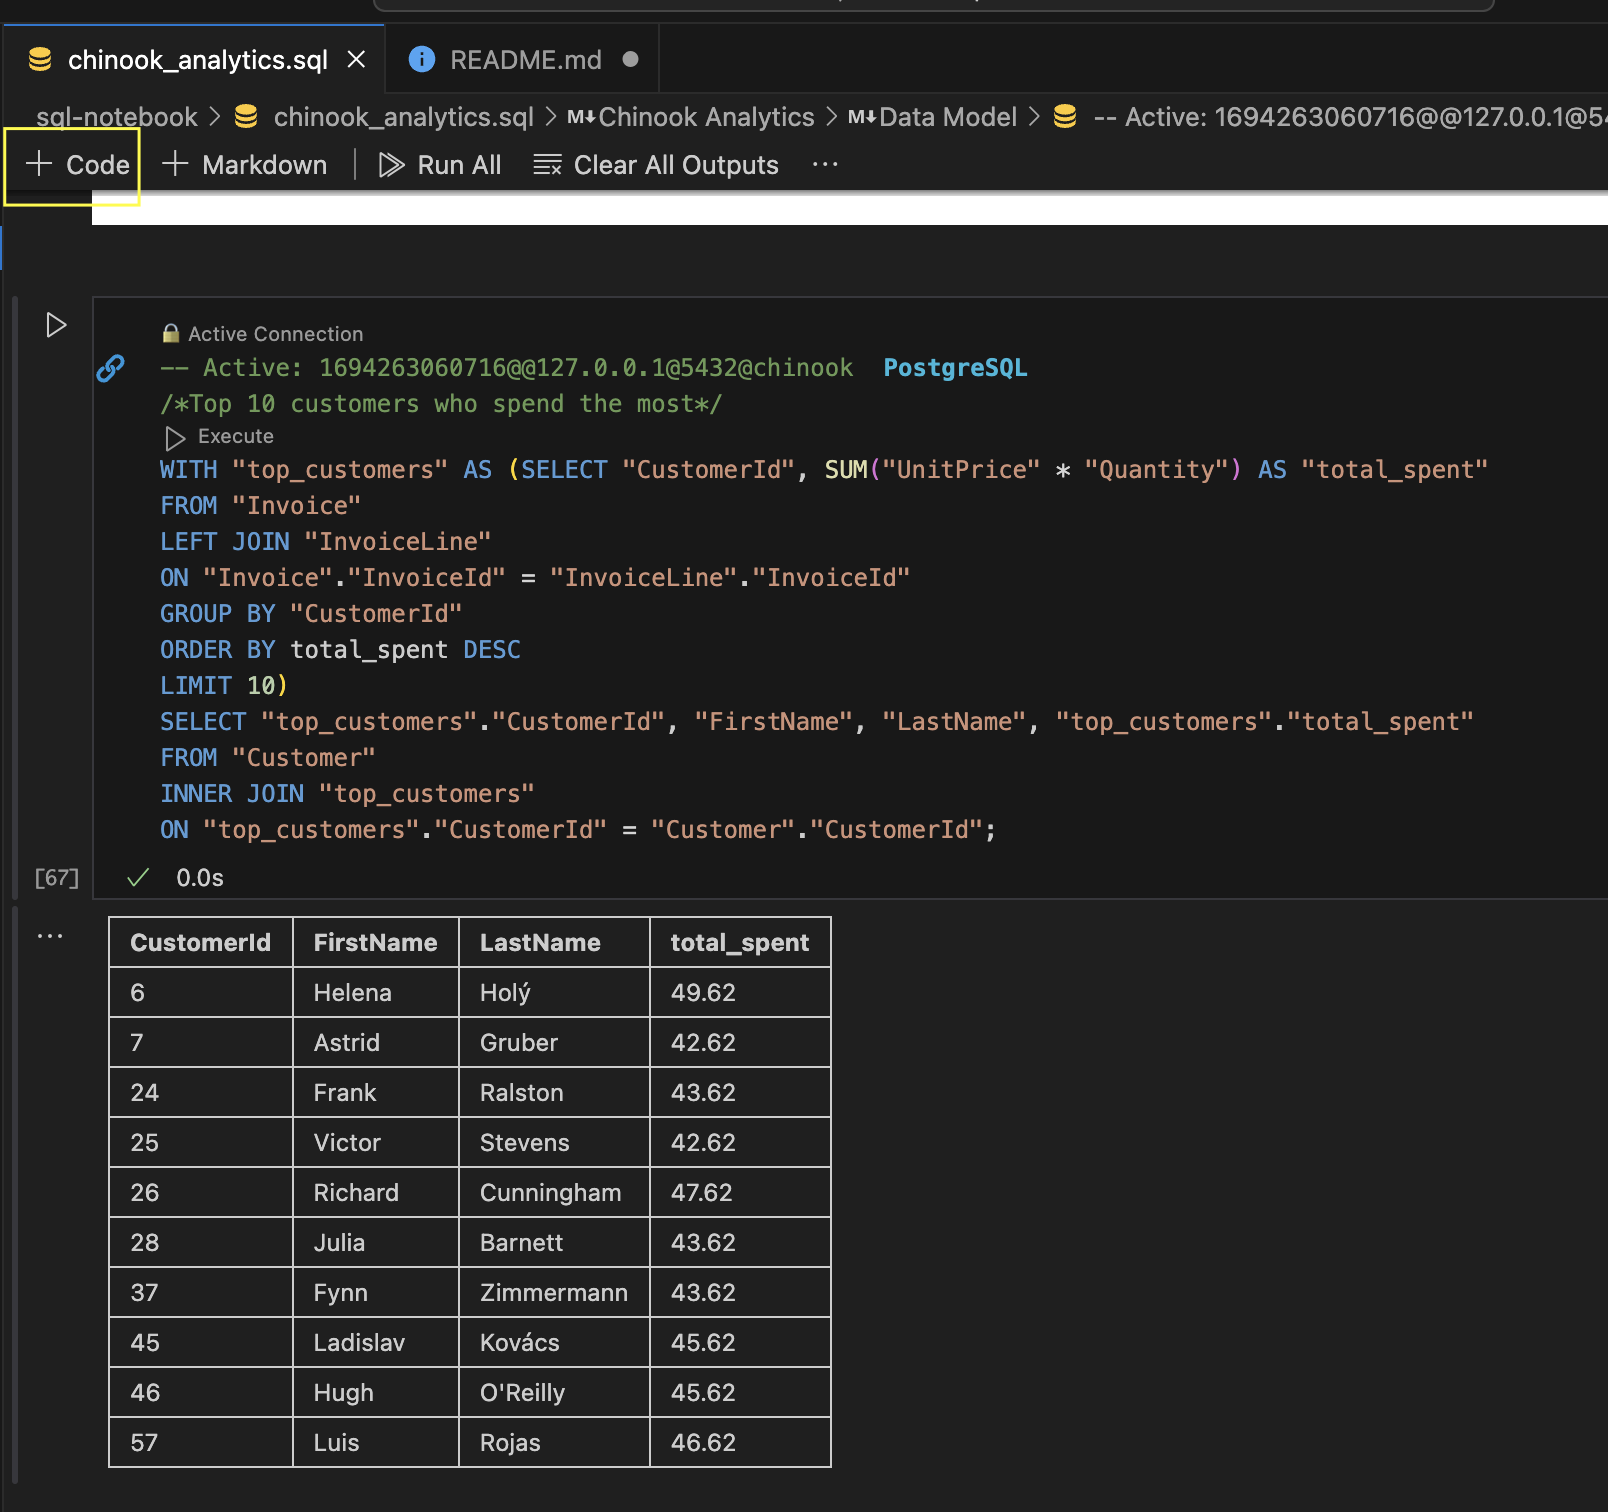 chinook_analytics.sql README.md
sql-notebook > chinook_analytics.sql > M↓Chinook Analytics > M↓Data Model > -- Active: 1694263060716@@127.0.0.1@54
+ Code + Markdown | Run All Clear All Outputs ...
Active Connection
-- Active: 1694263060716@@127.0.0.1@5432@chinook PostgreSQL
/*Top 10 customers who spend the most*/
Execute
WITH "top_customers" AS (SELECT "CustomerId", SUM("UnitPrice" * "Quantity") AS "total_spent"
FROM "Invoice"
LEFT JOIN "InvoiceLine"
ON "Invoice"."InvoiceId" = "InvoiceLine"."InvoiceId"
GROUP BY "CustomerId"
ORDER BY total_spent DESC
LIMIT 10)
SELECT "top_customers"."CustomerId", "FirstName", "LastName", "top_customers"."total_spent"
FROM "Customer"
INNER JOIN "top_customers"
ON "top_customers"."CustomerId" = "Customer"."CustomerId";
[67] ✓ 0.0s
...
CustomerId FirstName LastName total_spent
6 Helena Holý 49.62
7 Astrid Gruber 42.62
24 Frank Ralston 43.62
25 Victor Stevens 42.62
26 Richard Cunningham 47.62
28 Julia Barnett 43.62
37 Fynn Zimmermann 43.62
45 Ladislav Kovács 45.62
46 Hugh O'Reilly 45.62
57 Luis Rojas 46.62